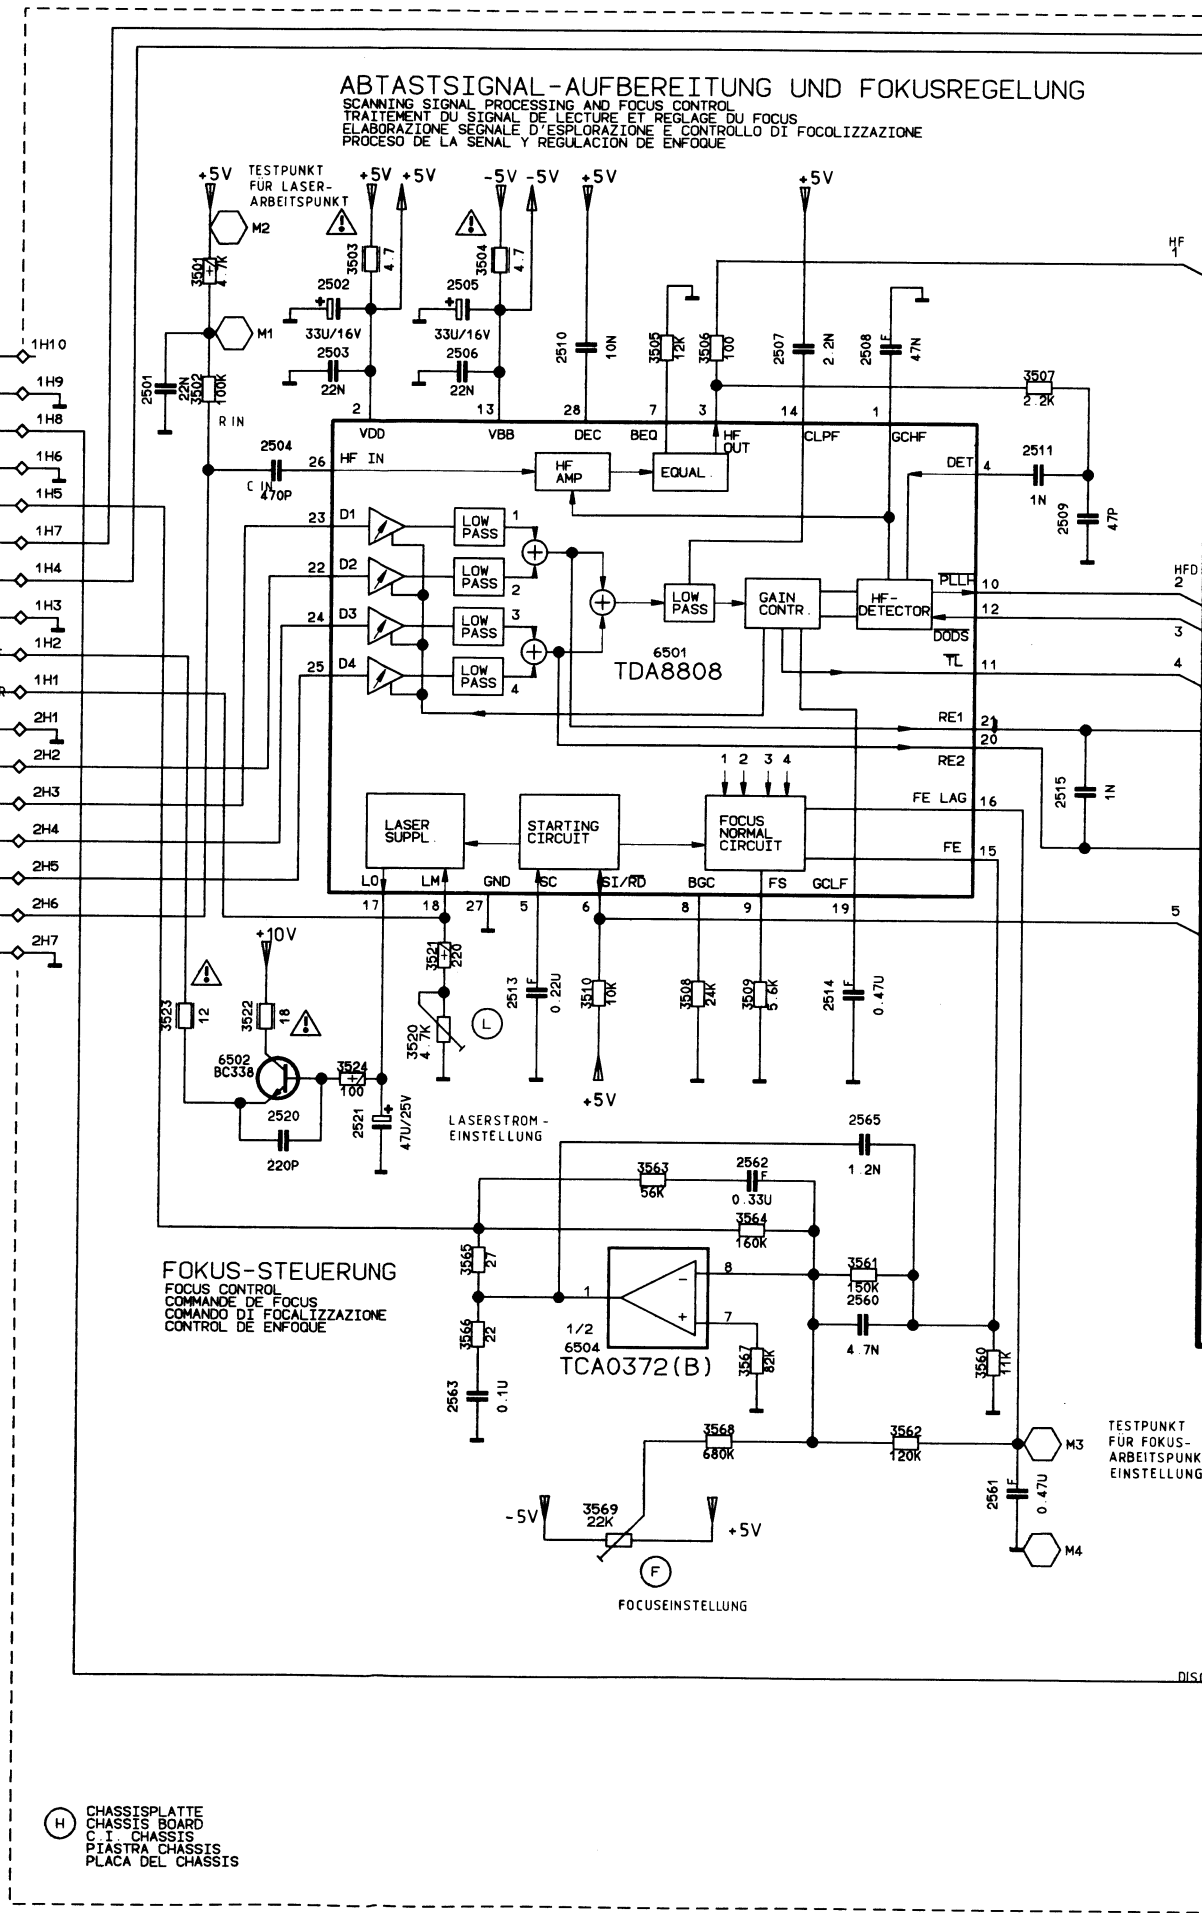 ABTASTSIGNAL-AUFBEREITUNG UND FOKUSREGELUNG
SCANNING SIGNAL PROCESSING AND FOCUS CONTROL
TRAITEMENT DU SIGNAL DE LECTURE ET REGLAGE DU FOCUS
ELABORAZIONE SEGNALE D'ESPLORAZIONE E CONTROLLO DI FOCOLIZZAZIONE
PROCESO DE LA SENAL Y REGULACION DE ENFOQUE
+5V
TESTPUNKT
FÜR LASER-
ARBEITSPUNKT
M2
+5V +5V
-5V -5V
+5V
+5V
3501
4.7K
3503
4.7
3504
4.7
HF
1
2502
33U/16V
2505
33U/16V
M1
2503
22N
2506
22N
2510
10N
3505
12K
3506
100
2507
2.2N
2508
47N
3507
2.2K
2501
22N
3502
100K
R IN
1H10
1H9
1H8
1H6
1H5
1H7
1H4
1H3
1H2
1H1
2H1
2H2
2H3
2H4
2H5
2H6
2H7
2 13 28 7 3 14 1
VDD VBB DEC BEQ HF OUT CLPF GCHF
2504
C IN
470P
26 HF IN
HF
AMP
EQUAL.
DET 4
2511
1N
2509
47P
23 D1
22 D2
24 D3
25 D4
LOW
PASS
1
LOW
PASS
2
LOW
PASS
3
LOW
PASS
4
LOW
PASS
GAIN
CONTR.
HF-
DETECTOR
PLLH 10
12
DODS
TL 11
HFD
2
3
4
6501
TDA8808
RE1 21
20
RE2
2515
1N
1 2 3 4
FE LAG 16
FE 15
LASER
SUPPL.
STARTING
CIRCUIT
FOCUS
NORMAL
CIRCUIT
LO LM GND SC SI/RD BGC FS GCLF
17 18 27 5 6 8 9 19
5
+10V
3521
220
3523
12
3522
18
3520
4.7K
L
2513
0.22U
3510
10K
3508
24K
3509
5.6K
2514
0.47U
6502
BC338
3524
100
2520
220P
2521
47U/25V
+5V
LASERSTROM-
EINSTELLUNG
2565
1.2N
3563
56K
2562
0.33U
3564
160K
FOKUS-STEUERUNG
FOCUS CONTROL
COMMANDE DE FOCUS
COMANDO DI FOCALIZZAZIONE
CONTROL DE ENFOQUE
3565
27
3566
22
2563
0.1U
1
8
7
1/2
6504
TCA0372(B)
3561
150K
2560
4.7N
3567
82K
3560
11K
3568
680K
3562
120K
M3
TESTPUNKT
FÜR FOKUS-
ARBEITSPUNK
EINSTELLUNG
2561
0.47U
M4
-5V
3569
22K
+5V
F
FOCUSEINSTELLUNG
H
CHASSISPLATTE
CHASSIS BOARD
C.I. CHASSIS
PIASTRA CHASSIS
PLACA DEL CHASSIS